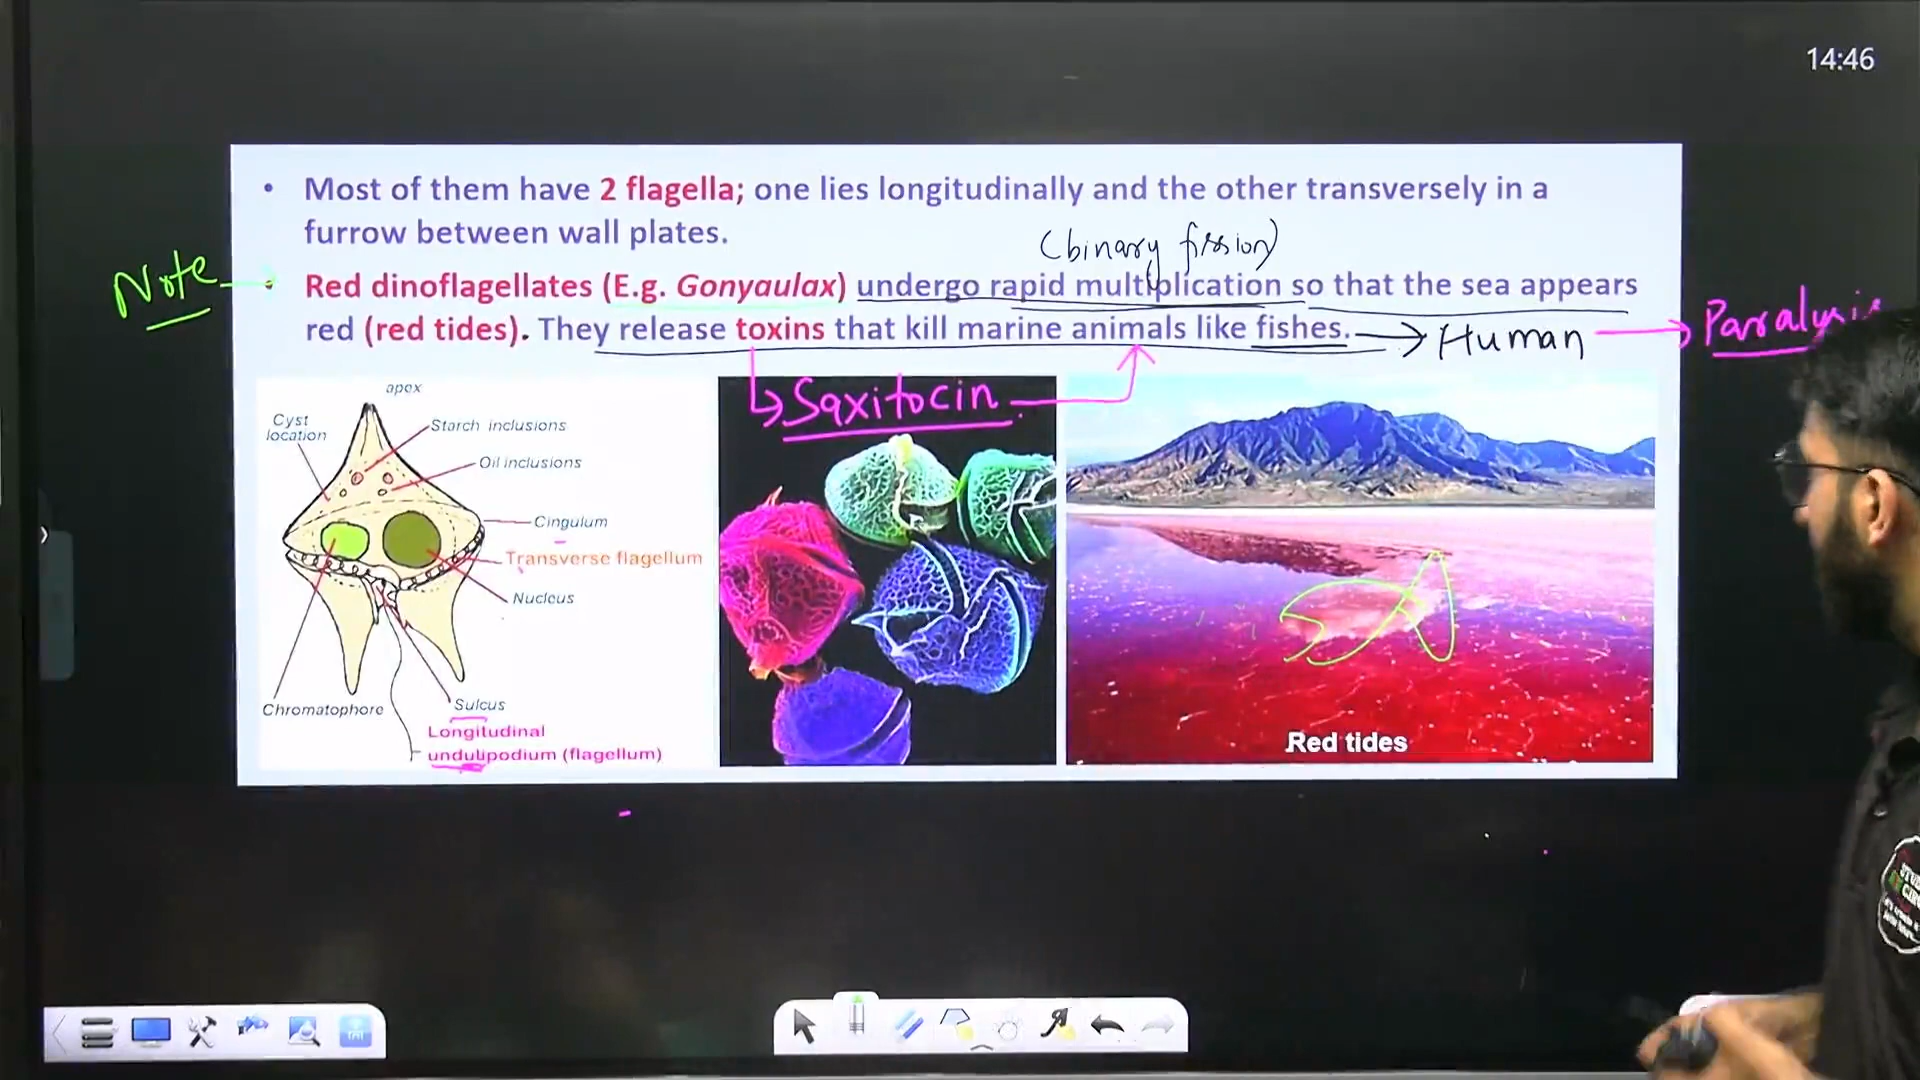 14:46
• Most of them have 2 flagella; one lies longitudinally and the other transversely in a
furrow between wall plates.
(binary fission)
Note
• Red dinoflagellates (E.g. Gonyaulax) undergo rapid multiplication so that the sea appears
red (red tides). They release toxins that kill marine animals like fishes. → Human → Paralysis
Saxitocin
apex
Cyst
location
Starch inclusions
Oil inclusions
Cingulum
Transverse flagellum
Nucleus
Chromatophore
Sulcus
Longitudinal
undulipodium (flagellum)
Red tides